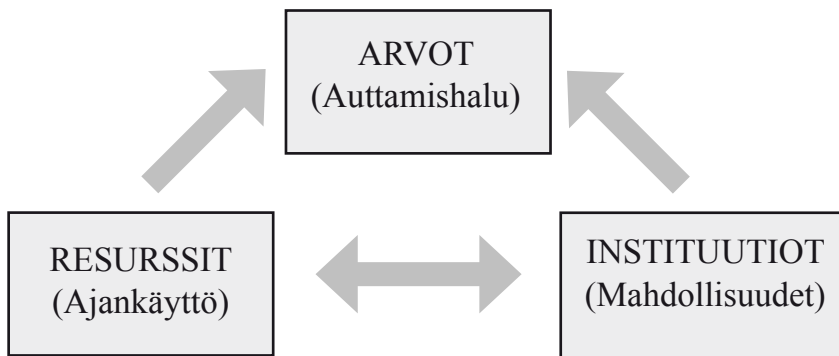 ARVOT
(Auttamishalu)
RESURSSIT
(Ajankäyttö)
INSTITUUTIOT
(Mahdollisuudet)